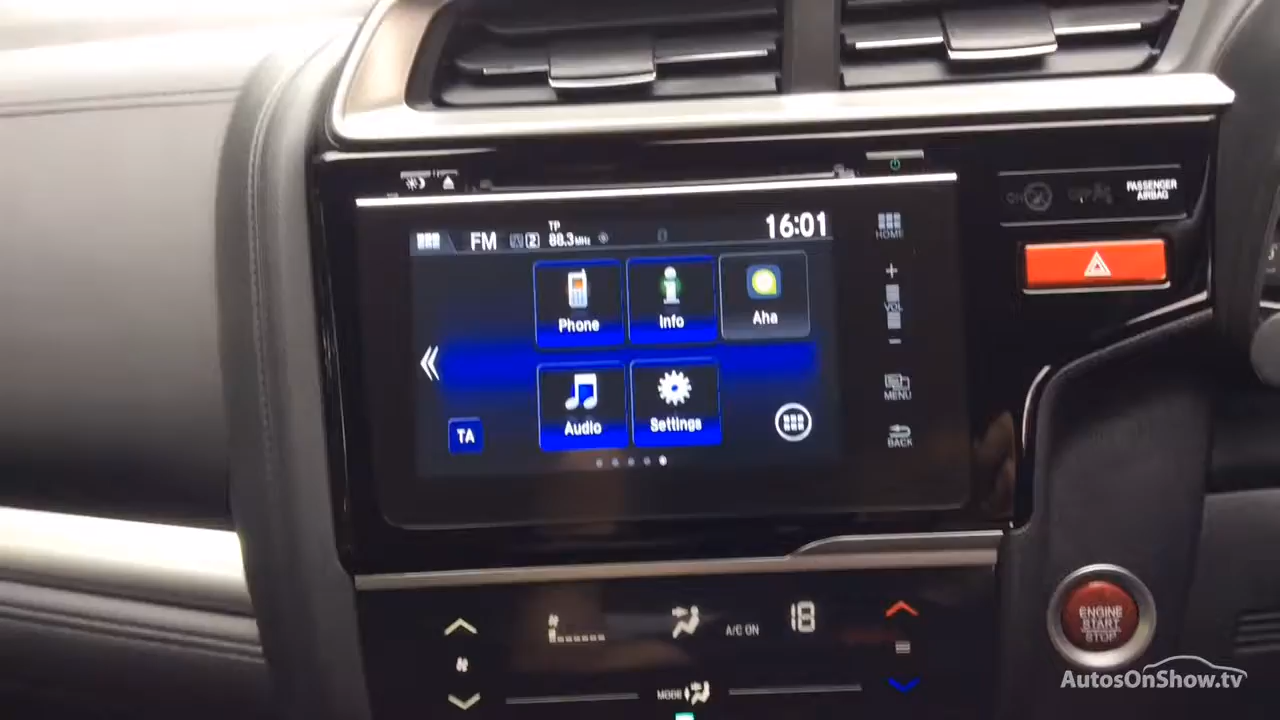 PASSENGER
AIRBAG
TP
FM 2 88.3MHz 16:01
HOME
Phone Info Aha
VOL
MENU
Audio Settings
TA
BACK
A/C ON 18
ENGINE
START
STOP
MODE
AutosOnShow.tv